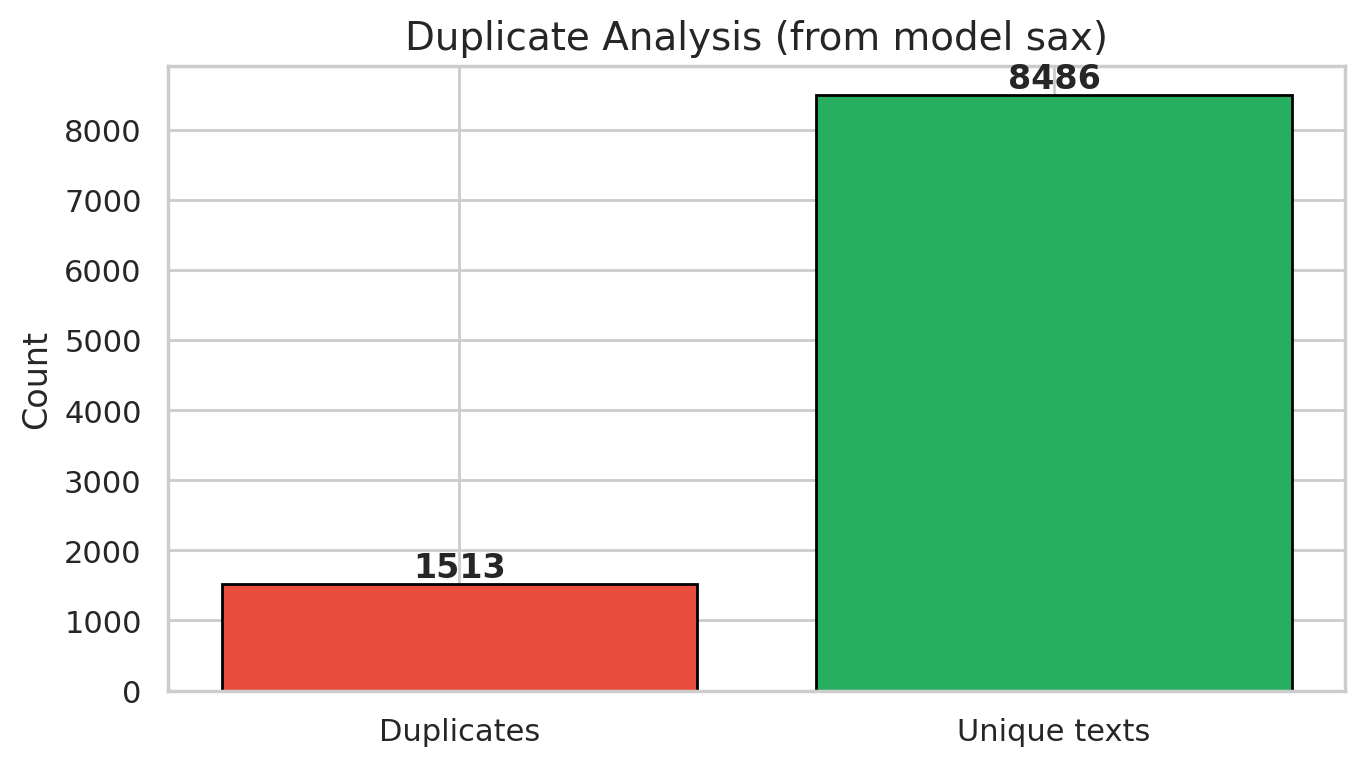 Duplicate Analysis (from model sax)
8486
8000
7000
6000
5000
4000
3000
2000
1000
0
Count
1513
Duplicates
Unique texts